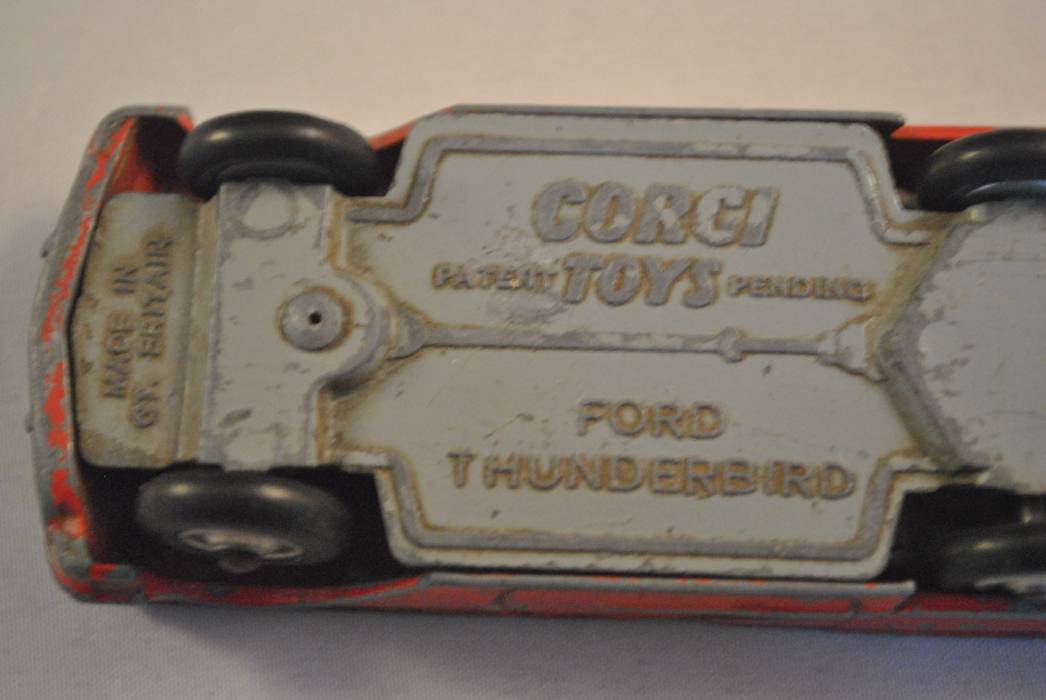 CORGI
PATENT TOYS PENDING
FORD
THUNDERBIRD
MADE IN
GT. BRITAIN